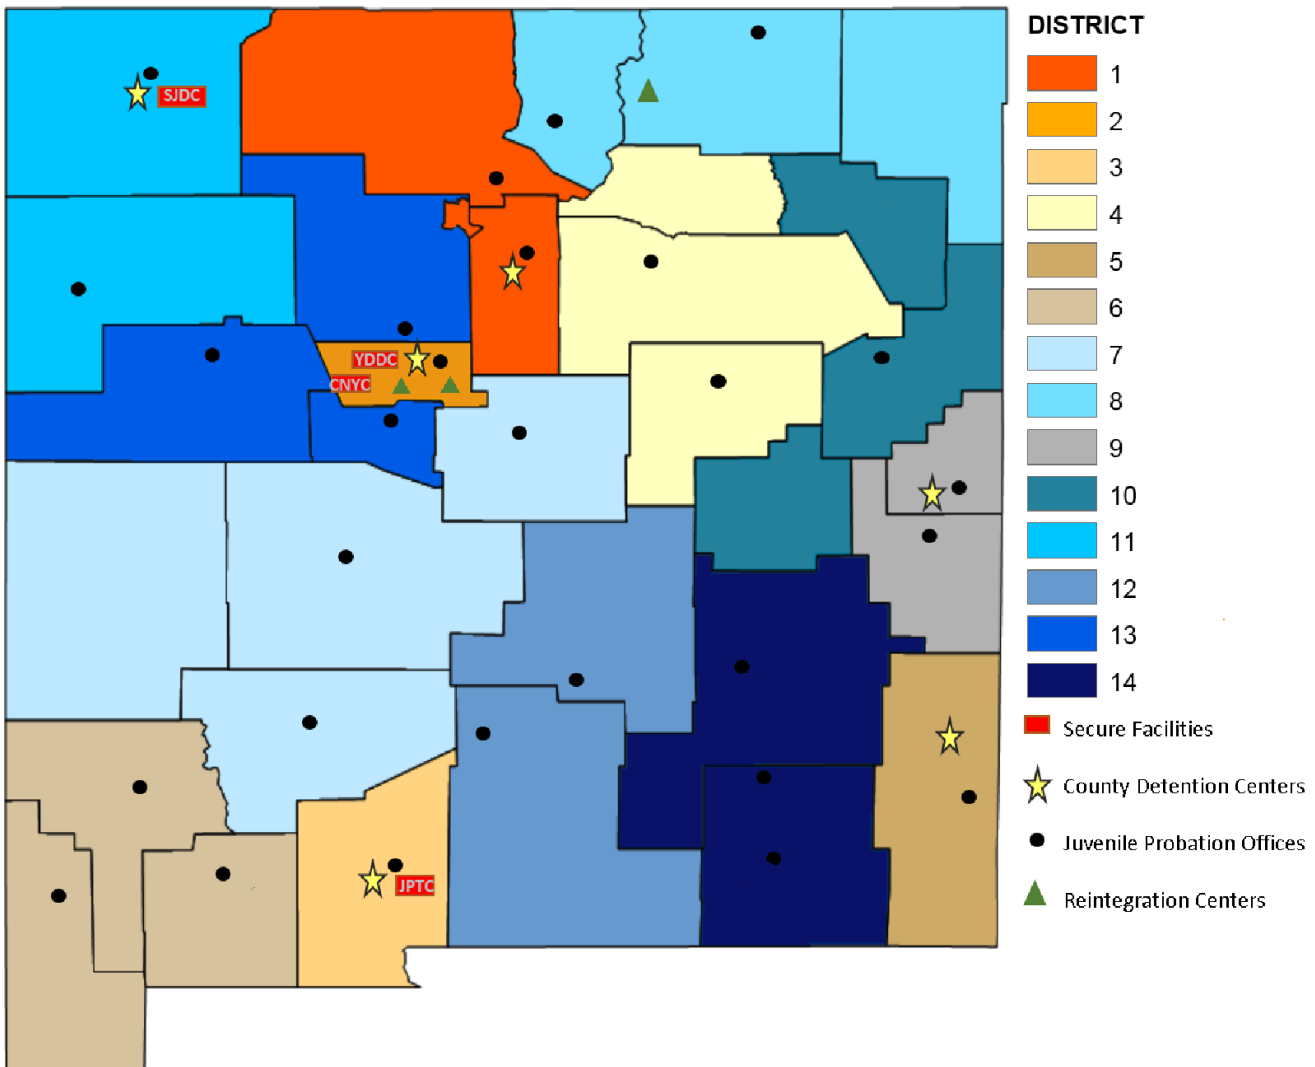 DISTRICT
1
2
3
4
5
6
7
8
9
10
11
12
13
14
Secure Facilities
County Detention Centers
Juvenile Probation Offices
Reintegration Centers
SJDC
YDDC
CNYC
JPTC